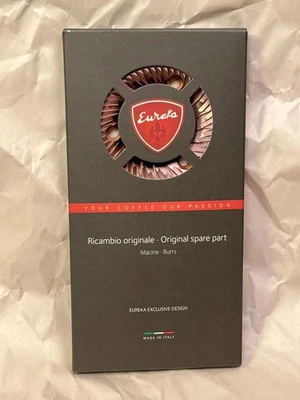 Eureka
YOUR COFFEE OUR PASSION
Ricambio originale · Original spare part
Macine · Burrs
EUREKA EXCLUSIVE DESIGN
MADE IN ITALY